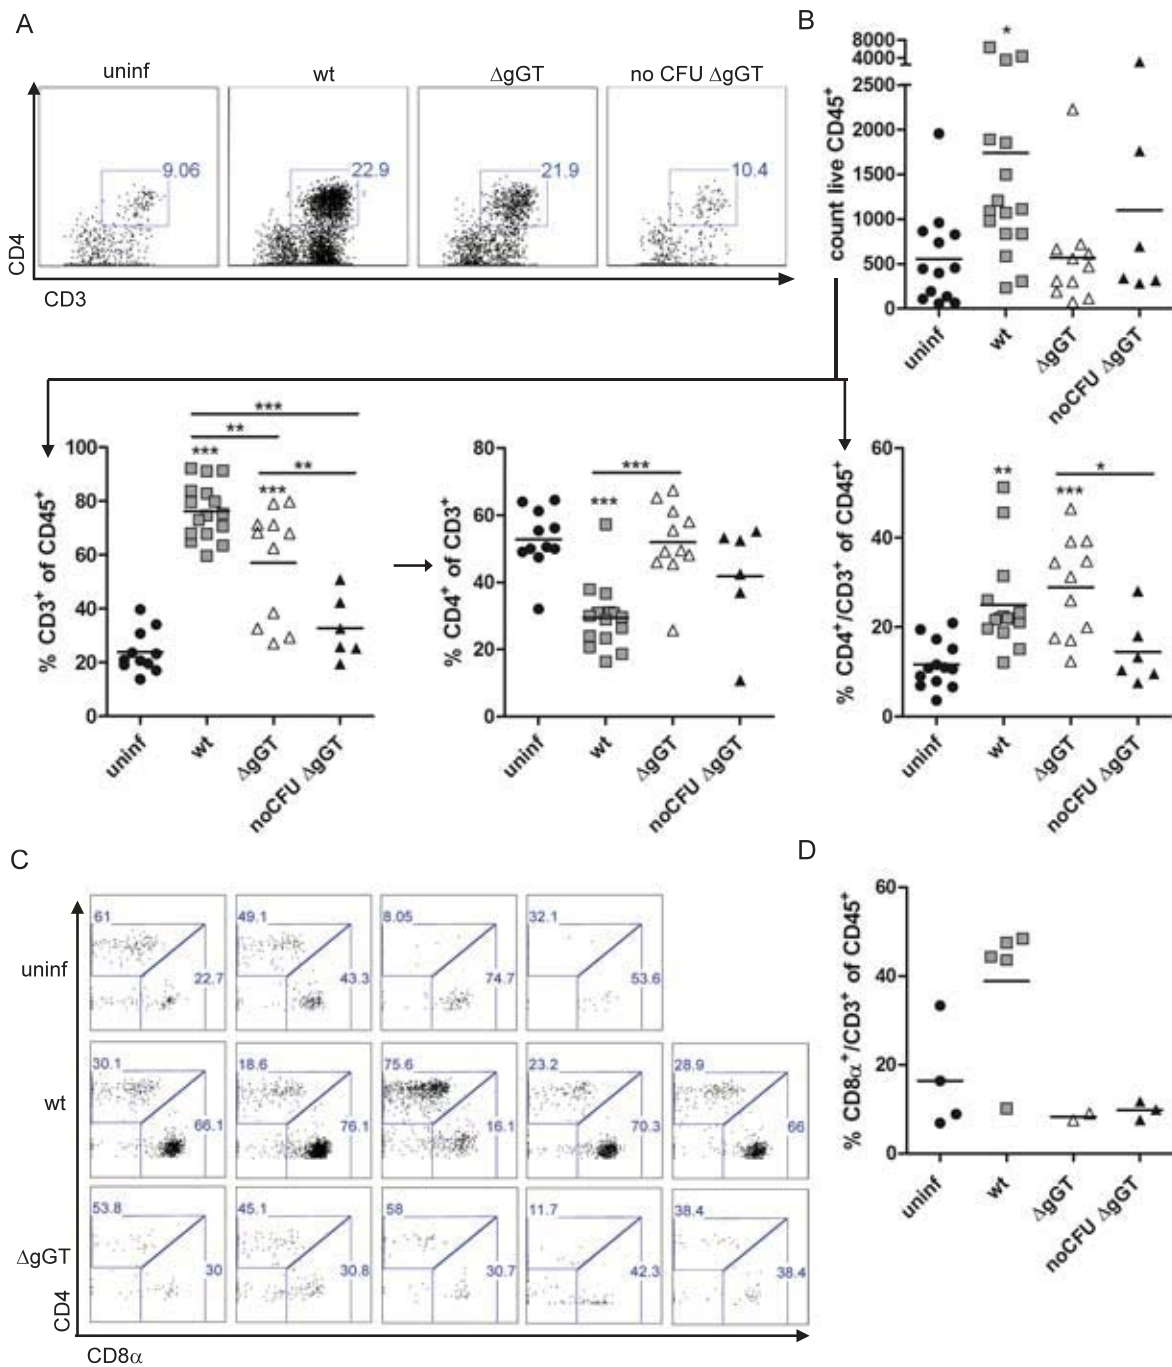 A
uninf
wt
ΔgGT
no CFU ΔgGT
9.06
22.9
21.9
10.4
CD4
CD3
B
count live CD45+
8000
4000
2500
2000
1500
1000
500
0
*
uninf
wt
ΔgGT
noCFU ΔgGT
% CD3+ of CD45+
100
80
60
40
20
0
***
**
**
***
***
uninf
wt
ΔgGT
noCFU ΔgGT
% CD4+ of CD3+
80
60
40
20
0
***
***
uninf
wt
ΔgGT
noCFU ΔgGT
% CD4+/CD3+ of CD45+
60
40
20
0
**
*
***
uninf
wt
ΔgGT
noCFU ΔgGT
C
uninf
61
22.7
49.1
43.3
8.05
74.7
32.1
53.6
wt
30.1
66.1
18.6
76.1
75.6
16.1
23.2
70.3
28.9
66
ΔgGT
53.8
30
45.1
30.8
58
30.7
11.7
42.3
38.4
38.4
CD4
CD8α
D
% CD8α+/CD3+ of CD45+
60
40
20
0
uninf
wt
ΔgGT
noCFU ΔgGT